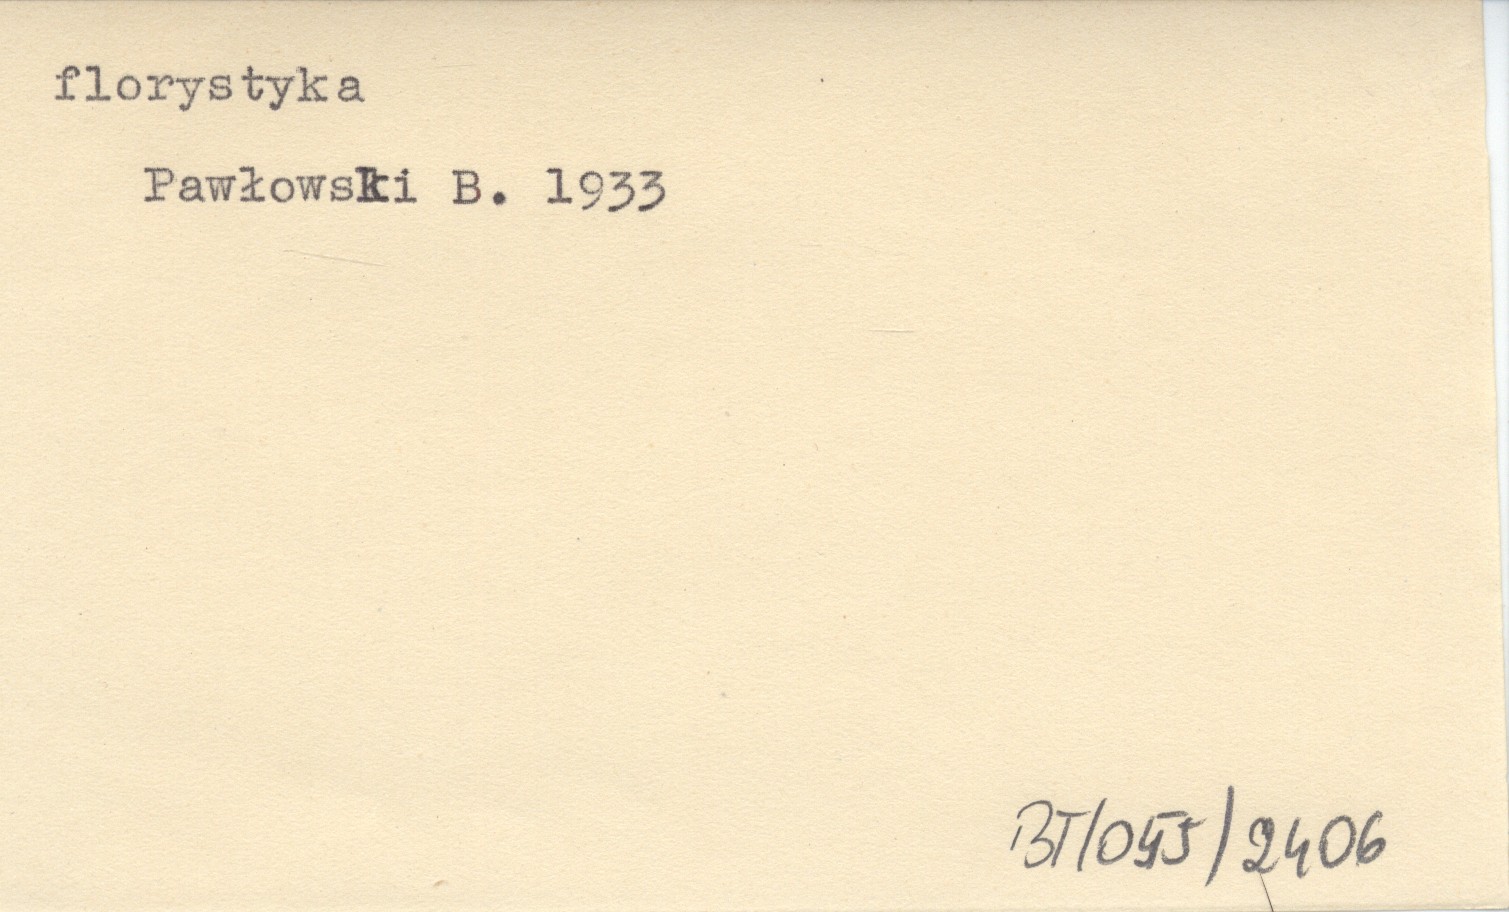 florystyka
Pawłowski B. 1933
BT/055/2406